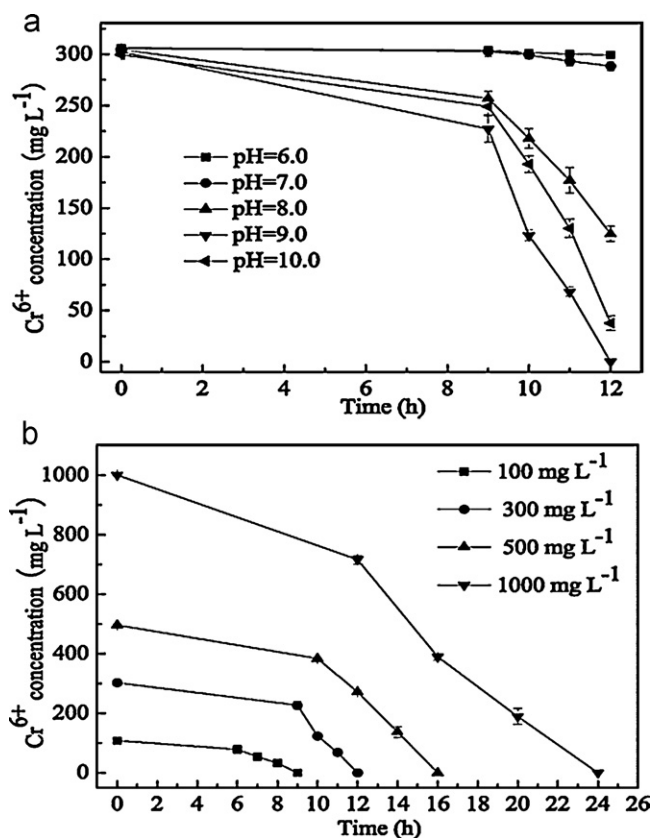 a
Cr6+ concentration (mg L-1)
300
250
200
150
100
50
0
pH=6.0
pH=7.0
pH=8.0
pH=9.0
pH=10.0
0 2 4 6 8 10 12
Time (h)
b
Cr6+ concentration (mg L-1)
1000
800
600
400
200
0
100 mg L-1
300 mg L-1
500 mg L-1
1000 mg L-1
0 2 4 6 8 10 12 14 16 18 20 22 24 26
Time (h)